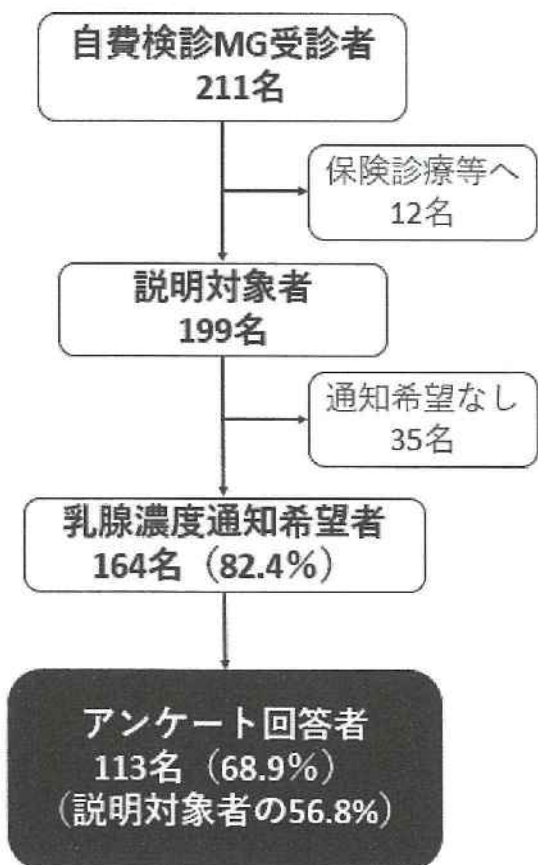 自費検診MG受診者
211名
保険診療等へ
12名
説明対象者
199名
通知希望なし
35名
乳腺濃度通知希望者
164名（82.4％）
アンケート回答者
113名（68.9％）
（説明対象者の56.8%）